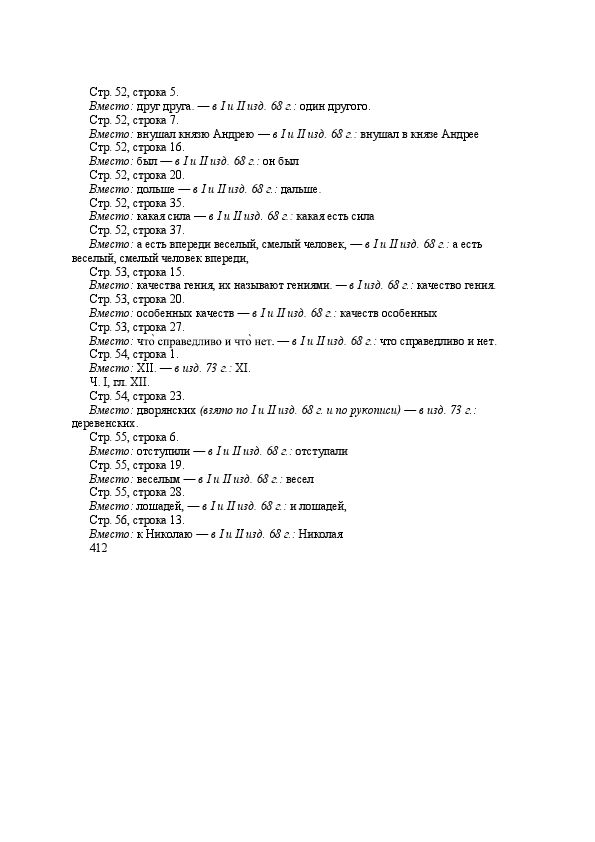 Стр. 52, строка 5.
Вместо: друг друга. — в I и II изд. 68 г.: один другого.
Стр. 52, строка 7.
Вместо: внушал князю Андрею — в I и II изд. 68 г.: внушал в князе Андрее
Стр. 52, строка 16.
Вместо: был — в I и II изд. 68 г.: он был
Стр. 52, строка 20.
Вместо: дольше — в I и II изд. 68 г.: дальше.
Стр. 52, строка 35.
Вместо: какая сила — в I и II изд. 68 г.: какая есть сила
Стр. 52, строка 37.
Вместо: а есть впереди веселый, смелый человек, — в I и II изд. 68 г.: а есть
веселый, смелый человек впереди,
Стр. 53, строка 15.
Вместо: качества гения, их называют гениями. — в I изд. 68 г.: качество гения.
Стр. 53, строка 20.
Вместо: особенных качеств — в I и II изд. 68 г.: качеств особенных
Стр. 53, строка 27.
Вместо: что̀ справедливо и что̀ нет. — в I и II изд. 68 г.: что справедливо и нет.
Стр. 54, строка 1.
Вместо: XII. — в изд. 73 г.: XI.
Ч. I, гл. XII.
Стр. 54, строка 23.
Вместо: дворянских (взято по I и II изд. 68 г. и по рукописи) — в изд. 73 г.:
деревенских.
Стр. 55, строка 6.
Вместо: отступили — в I и II изд. 68 г.: отступали
Стр. 55, строка 19.
Вместо: веселым — в I и II изд. 68 г.: весел
Стр. 55, строка 28.
Вместо: лошадей, — в I и II изд. 68 г.: и лошадей,
Стр. 56, строка 13.
Вместо: к Николаю — в I и II изд. 68 г.: Николая
412